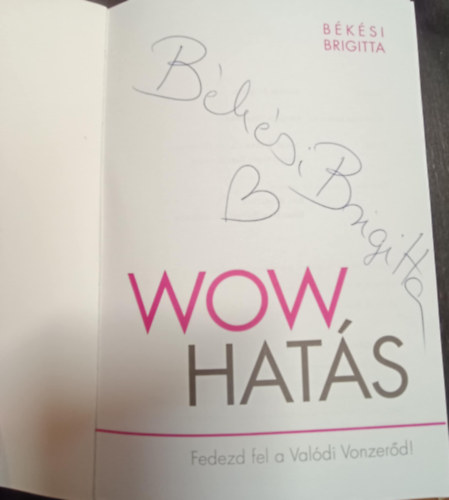 BÉKÉSI
BRIGITTA
Békési Brigitta
WOW
HATÁS
Fedezd fel a Valódi Vonzerőd!